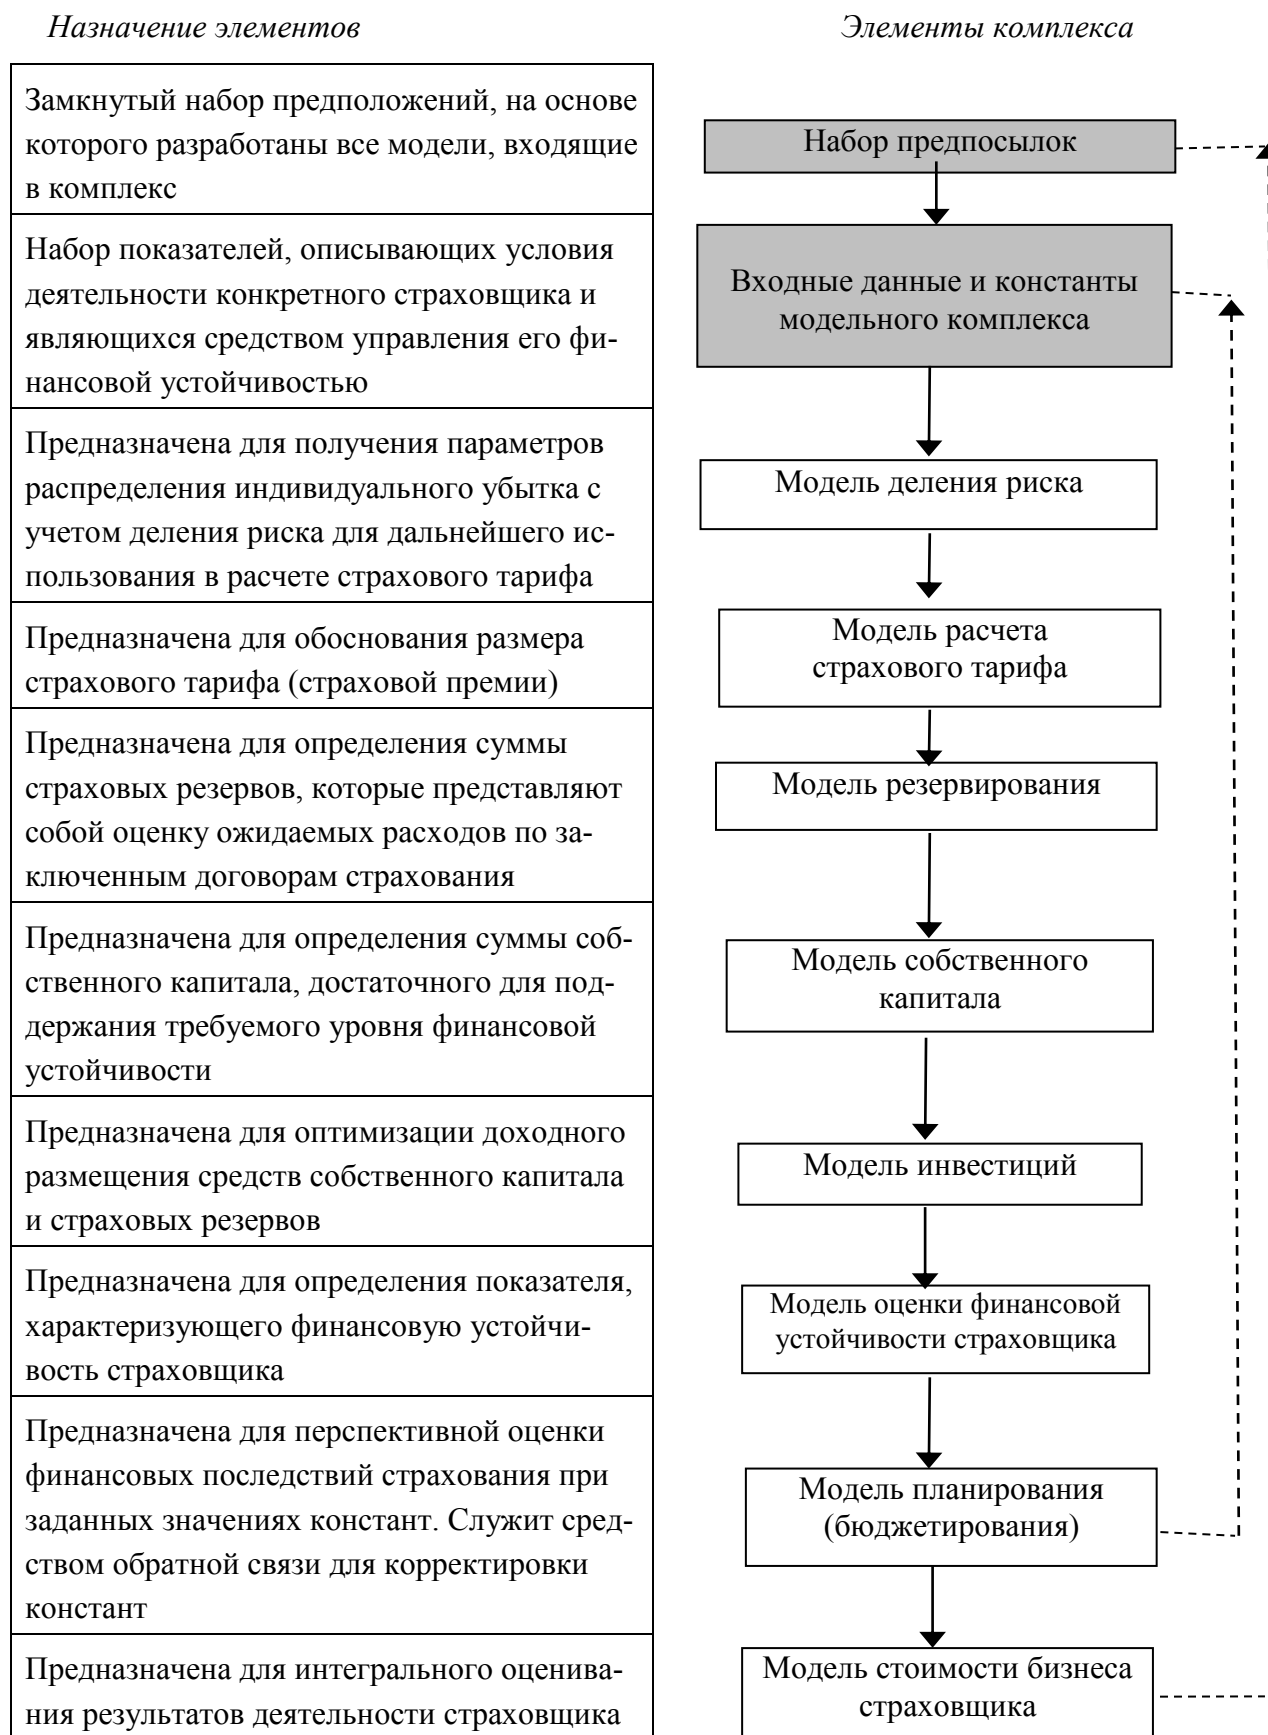 Назначение элементов
Элементы комплекса
Замкнутый набор предположений, на основе
которого разработаны все модели, входящие
в комплекс
Набор предпосылок
Набор показателей, описывающих условия
деятельности конкретного страховщика и
являющихся средством управления его фи-
нансовой устойчивостью
Входные данные и константы
модельного комплекса
Предназначена для получения параметров
распределения индивидуального убытка с
учетом деления риска для дальнейшего ис-
пользования в расчете страхового тарифа
Модель деления риска
Предназначена для обоснования размера
страхового тарифа (страховой премии)
Модель расчета
страхового тарифа
Предназначена для определения суммы
страховых резервов, которые представляют
собой оценку ожидаемых расходов по за-
ключенным договорам страхования
Модель резервирования
Предназначена для определения суммы соб-
ственного капитала, достаточного для под-
держания требуемого уровня финансовой
устойчивости
Модель собственного
капитала
Предназначена для оптимизации доходного
размещения средств собственного капитала
и страховых резервов
Модель инвестиций
Предназначена для определения показателя,
характеризующего финансовую устойчи-
вость страховщика
Модель оценки финансовой
устойчивости страховщика
Предназначена для перспективной оценки
финансовых последствий страхования при
заданных значениях констант. Служит сред-
ством обратной связи для корректировки
констант
Модель планирования
(бюджетирования)
Предназначена для интегрального оценива-
ния результатов деятельности страховщика
Модель стоимости бизнеса
страховщика